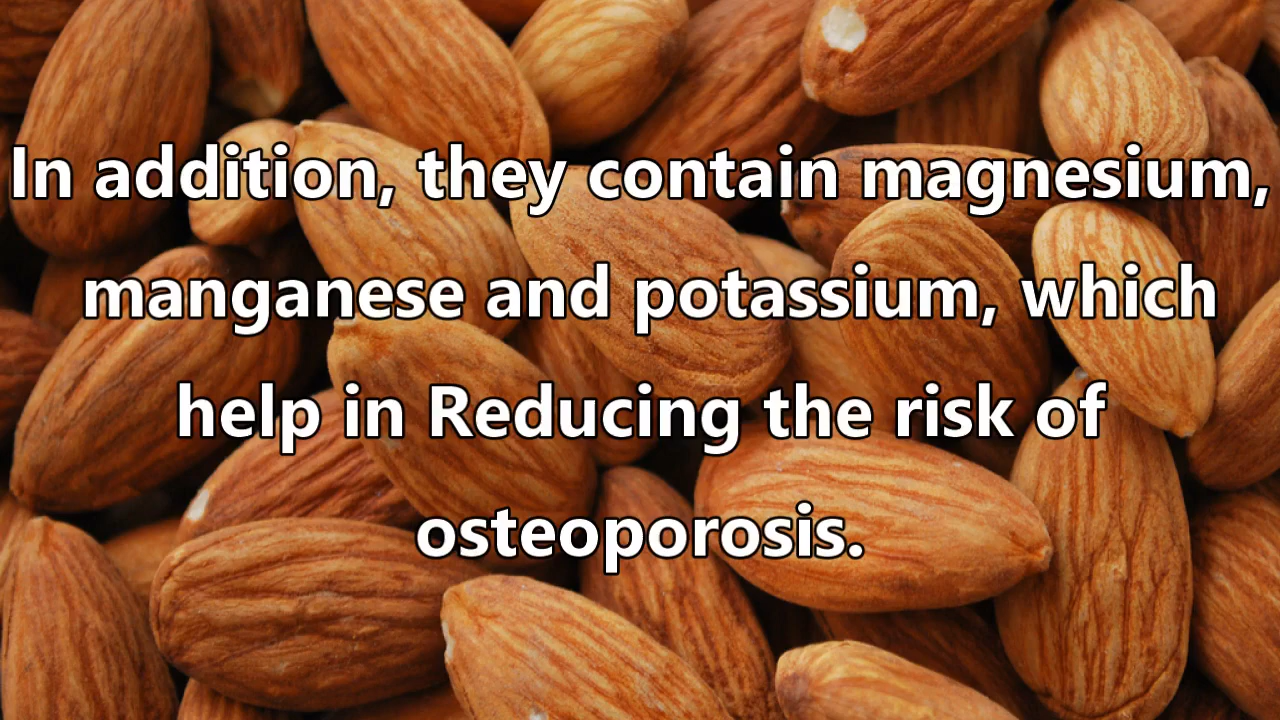 In addition, they contain magnesium,
manganese and potassium, which
help in Reducing the risk of
osteoporosis.